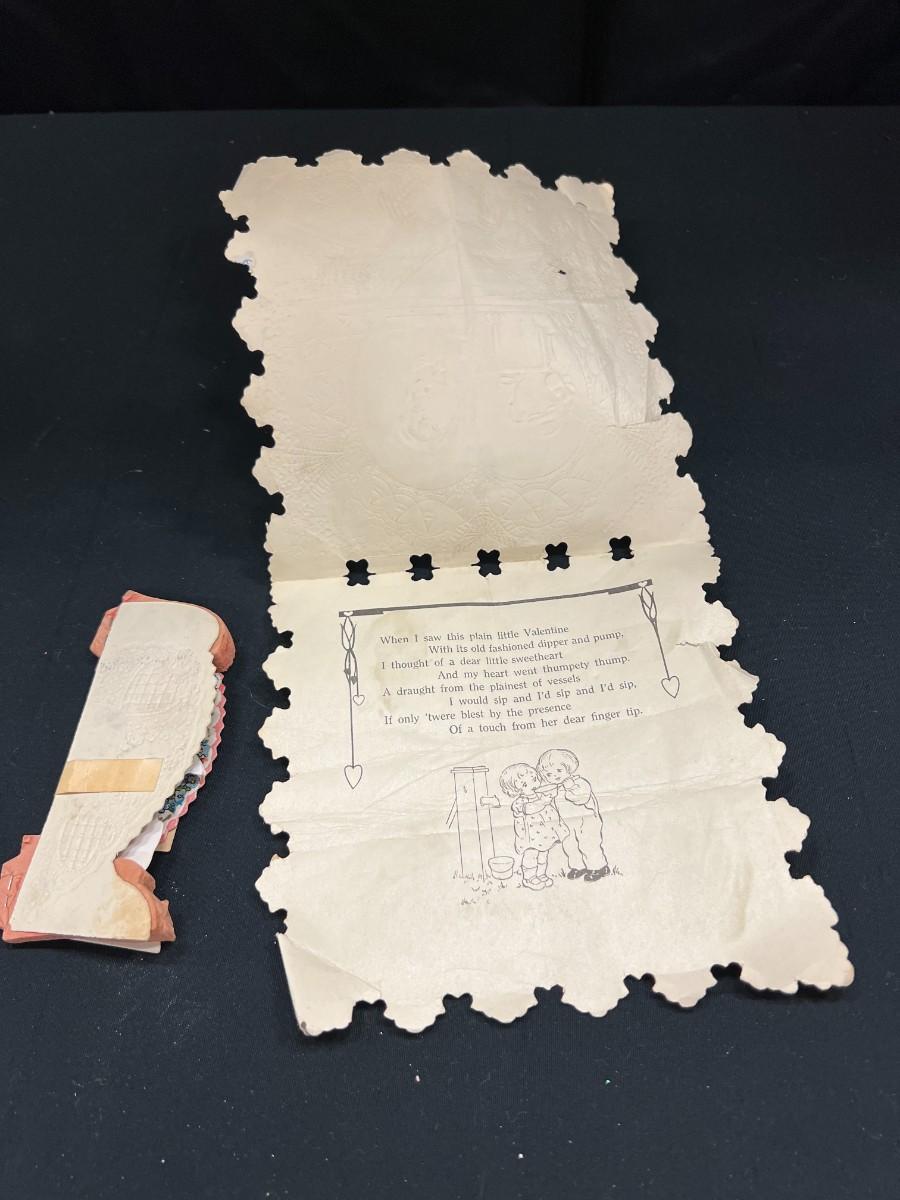 When I saw this plain little Valentine
With its old fashioned dipper and pump,
I thought of a dear little sweetheart
And my heart went thumpety thump.
A draught from the plainest of vessels
I would sip and I'd sip and I'd sip,
If only 'twere blest by the presence
Of a touch from her dear finger tip.